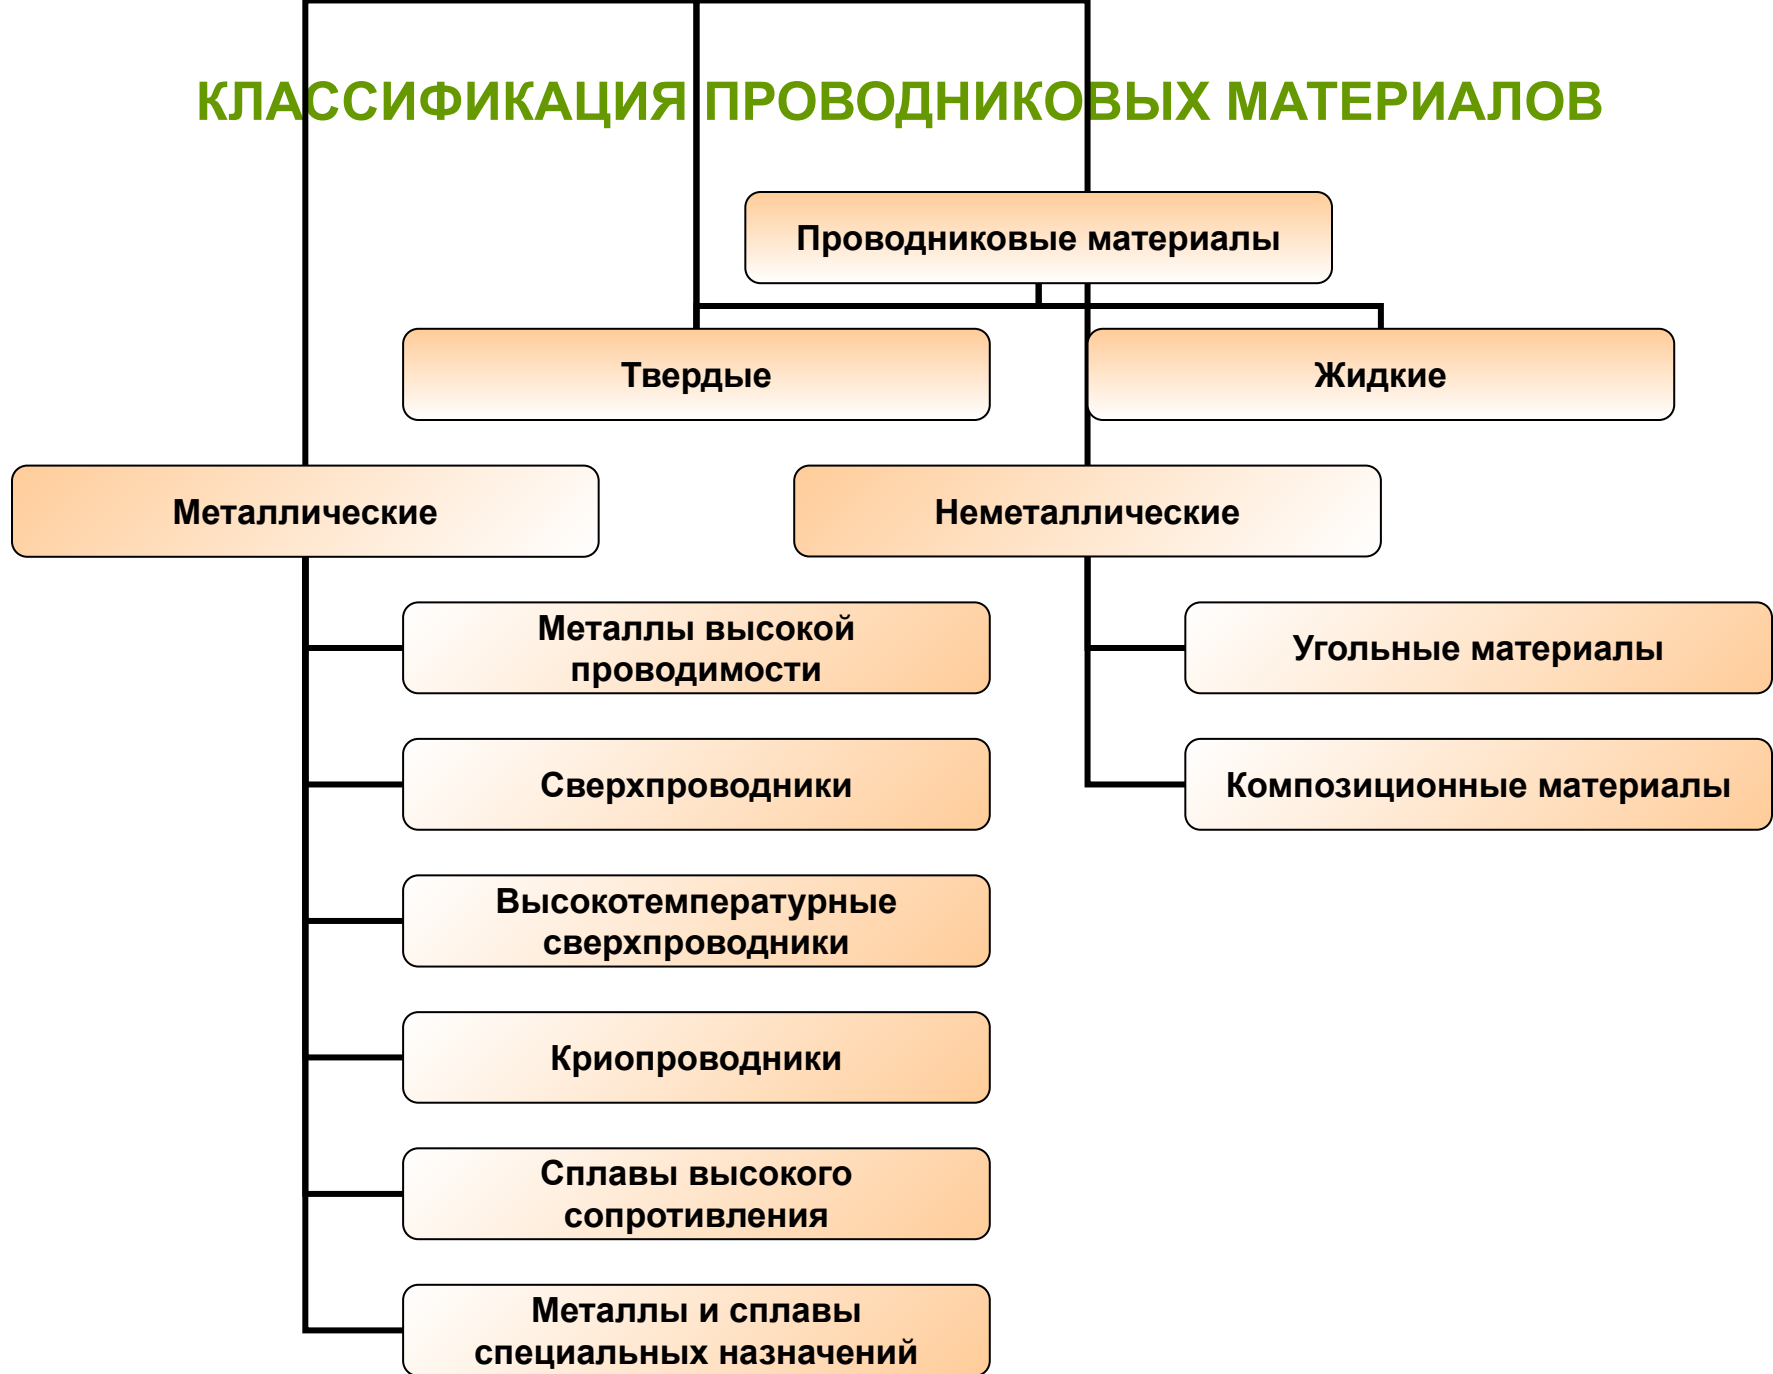 КЛАССИФИКАЦИЯ ПРОВОДНИКОВЫХ МАТЕРИАЛОВ
Проводниковые материалы
Твердые
Жидкие
Металлические
Неметаллические
Металлы высокой
проводимости
Угольные материалы
Сверхпроводники
Композиционные материалы
Высокотемпературные
сверхпроводники
Криопроводники
Сплавы высокого
сопротивления
Металлы и сплавы
специальных назначений